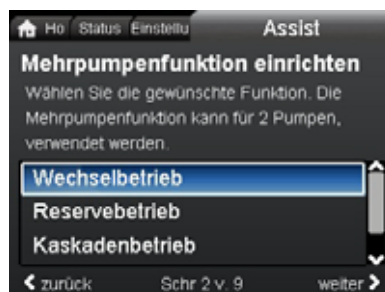 Ho Status Einstellu Assist
Mehrpumpenfunktion einrichten
Wählen Sie die gewünschte Funktion. Die
Mehrpumpenfunktion kann für 2 Pumpen,
verwendet werden.
Wechselbetrieb
Reservebetrieb
Kaskadenbetrieb
zurück Schr 2 v. 9 weiter